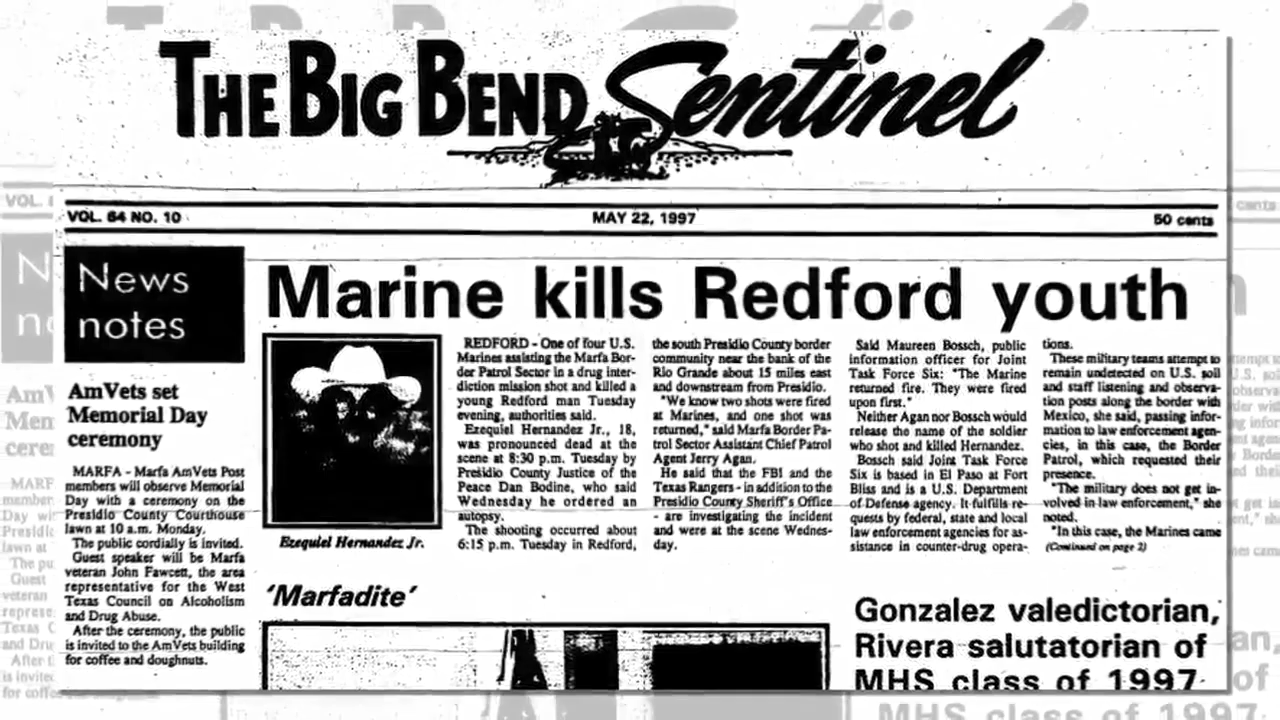 THE BIG BEND Sentinel
VOL. 64 NO. 10
MAY 22, 1997
50 cents
News
notes
AmVets set
Memorial Day
ceremony
MARFA - Marfa AmVets Post
members will observe Memorial
Day with a ceremony on the
Presidio County Courthouse
lawn at 10 a.m. Monday.
The public cordially is invited.
Guest speaker will be Marfa
veteran John Fawcett, the area
representative for the West
Texas Council on Alcoholism
and Drug Abuse.
After the ceremony, the public
is invited to the AmVets building
for coffee and doughnuts.
Marine kills Redford youth
Ezequiel Hernandez Jr.
REDFORD - One of four U.S.
Marines assisting the Marfa Bor-
der Patrol Sector in a drug inter-
diction mission shot and killed a
young Redford man Tuesday
evening, authorities said.
Ezequiel Hernandez Jr., 18,
was pronounced dead at the
scene at 8:30 p.m. Tuesday by
Presidio County Justice of the
Peace Dan Bodine, who said
Wednesday he ordered an
autopsy.
The shooting occurred about
6:15 p.m. Tuesday in Redford,
the south Presidio County border
community near the bank of the
Rio Grande about 15 miles east
and downstream from Presidio.
"We know two shots were fired
at Marines, and one shot was
returned," said Marfa Border Pa-
trol Sector Assistant Chief Patrol
Agent Jerry Agan.
He said that the FBI and the
Texas Rangers - in addition to the
Presidio County Sheriff's Office
- are investigating the incident
and were at the scene Wednes-
day.
Said Maureen Bossch, public
information officer for Joint
Task Force Six: "The Marine
returned fire. They were fired
upon first."
Neither Agan nor Bossch would
release the name of the soldier
who shot and killed Hernandez.
Bossch said Joint Task Force
Six is based in El Paso at Fort
Bliss and is a U.S. Department
of Defense agency. It fulfills re-
quests by federal, state and local
law enforcement agencies for as-
sistance in counter-drug opera-
tions.
These military teams attempt to
remain undetected on U.S. soil
and staff listening and observa-
tion posts along the border with
Mexico, she said, passing infor-
mation to law enforcement agen-
cies, in this case, the Border
Patrol, which requested their
presence.
"The military does not get in-
volved in law enforcement," she
noted.
"In this case, the Marines came
(Continued on page 2)
'Marfadite'
Gonzalez valedictorian,
Rivera salutatorian of
MHS class of 1997